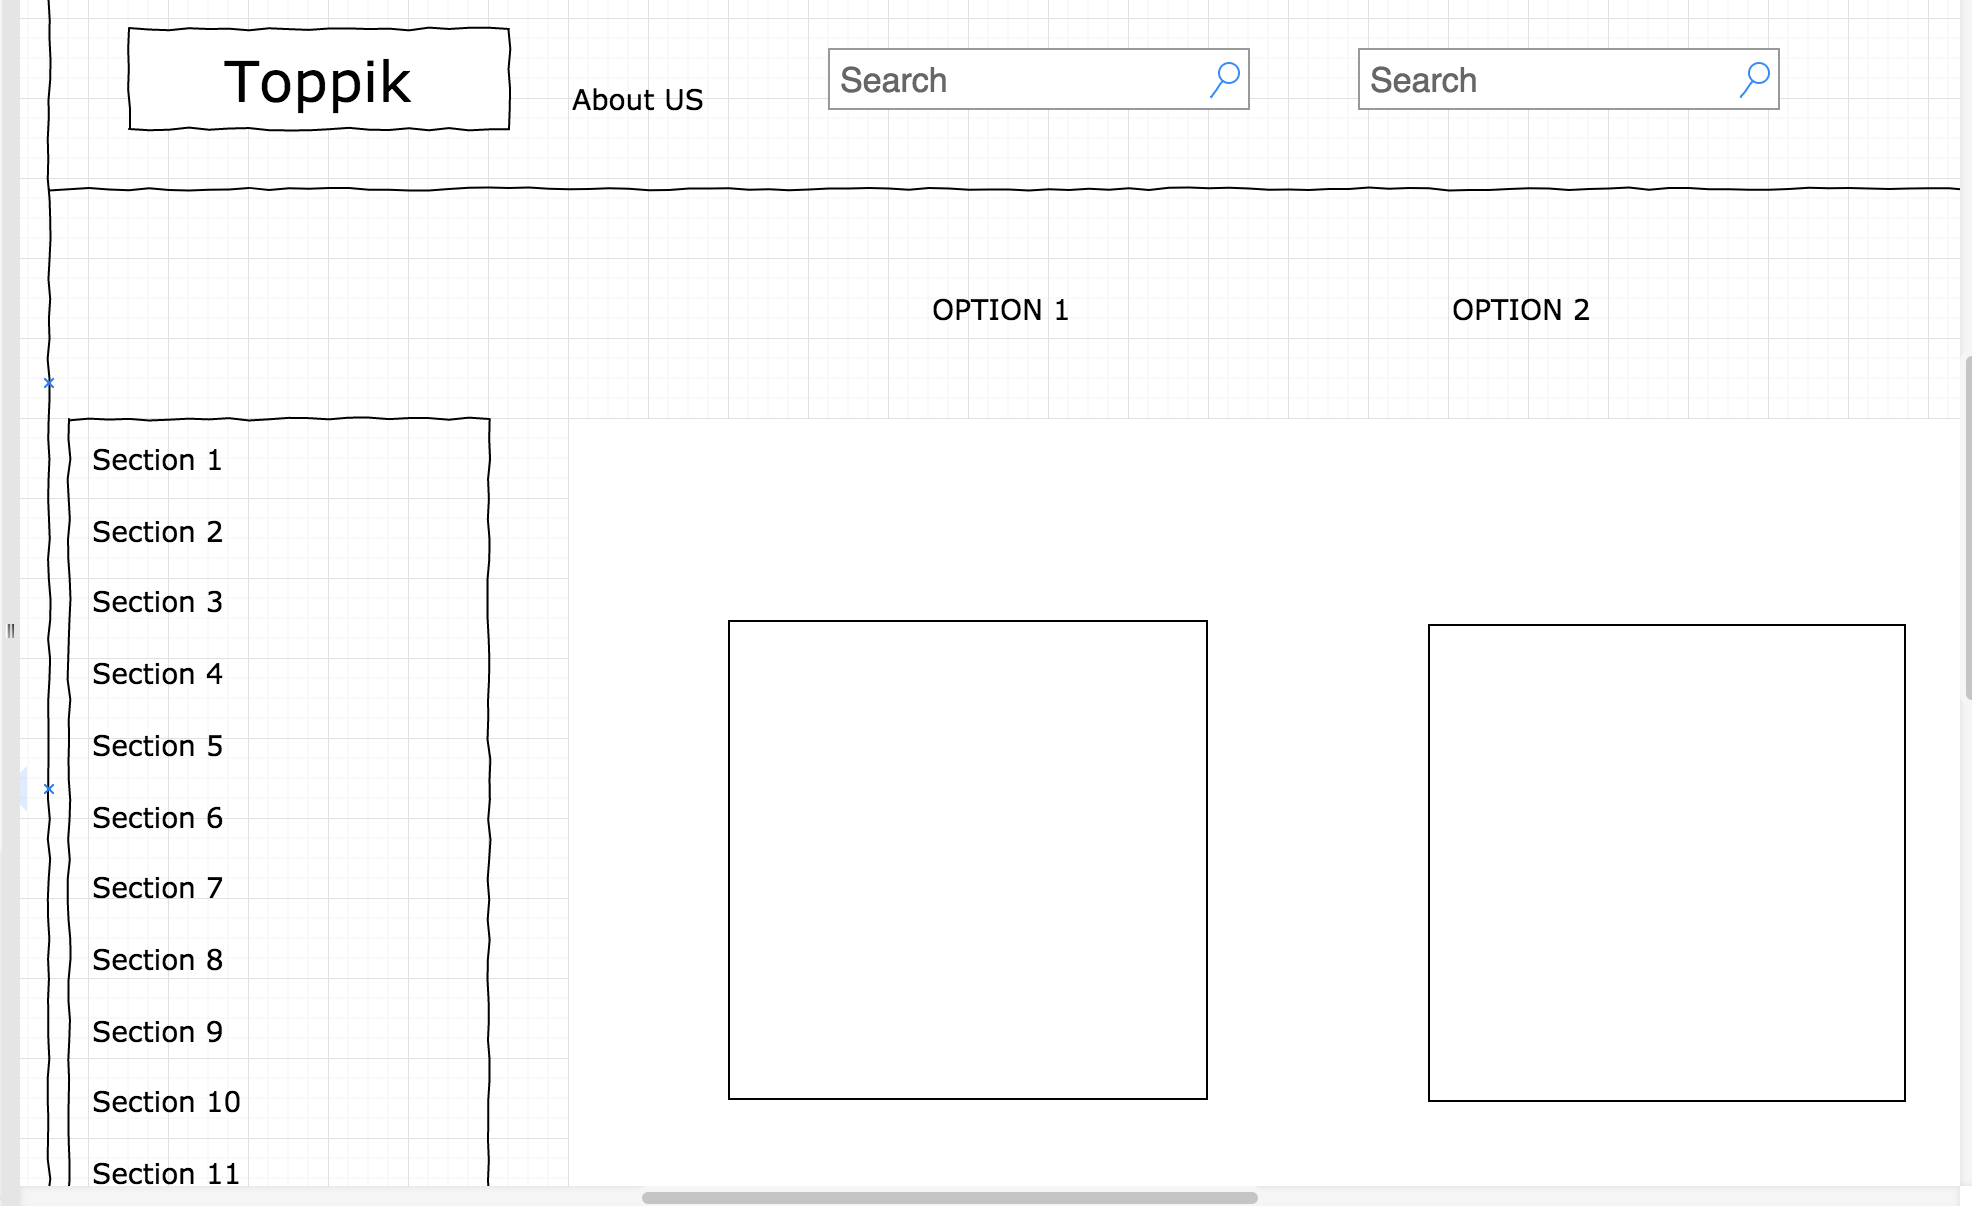 Toppik
About US
Search
Search
OPTION 1
OPTION 2
Section 1
Section 2
Section 3
Section 4
Section 5
Section 6
Section 7
Section 8
Section 9
Section 10
Section 11